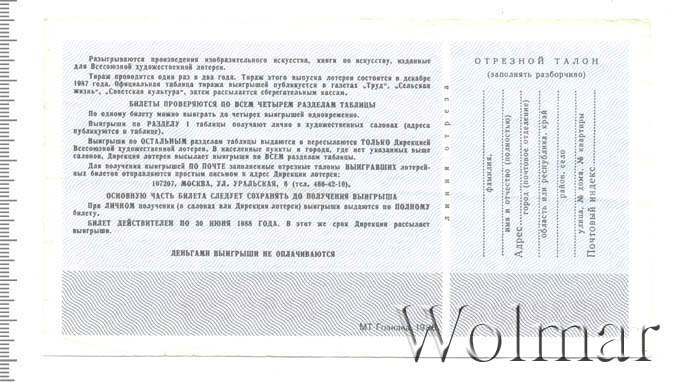 Разыгрываются произведения изобразительного искусства, книги по искусству, изданные
для Всесоюзной художественной лотереи.
Тираж проводится один раз в два года. Тираж этого выпуска лотереи состоится в декабре
1987 года. Официальная таблица тиража выигрышей публикуется в газетах „Труд", „Сельская
жизнь", „Советская культура", затем рассылается сберегательным кассам.
БИЛЕТЫ ПРОВЕРЯЮТСЯ ПО ВСЕМ ЧЕТЫРЕМ РАЗДЕЛАМ ТАБЛИЦЫ
По одному билету можно выиграть до четырех выигрышей одновременно.
Выигрыши по РАЗДЕЛУ 1 таблицы получают лично в художественных салонах (адреса
публикуются в таблице).
Выигрыши по ОСТАЛЬНЫМ разделам таблицы выдаются и пересылаются ТОЛЬКО Дирекцией
Всесоюзной художественной лотереи. В населенные пункты и города, где нет указанных выше
салонов, Дирекция лотереи высылает выигрыши по ВСЕМ разделам таблицы.
Для получения выигрышей ПО ПОЧТЕ заполненные отрезные талоны ВЫИГРАВШИХ лотерей-
ных билетов отправляются простым письмом в адрес Дирекции лотереи:
107207, МОСКВА, УЛ. УРАЛЬСКАЯ, 6 (тел. 466-42-10).
ОСНОВНУЮ ЧАСТЬ БИЛЕТА СЛЕДУЕТ СОХРАНЯТЬ ДО ПОЛУЧЕНИЯ ВЫИГРЫША
При ЛИЧНОМ получении (в салонах или Дирекции лотереи) выигрыши выдаются по ПОЛНОМУ
билету.
БИЛЕТ ДЕЙСТВИТЕЛЕН ПО 30 ИЮНЯ 1988 ГОДА. В этот же срок Дирекция рассылает
выигрыши.
ДЕНЬГАМИ ВЫИГРЫШИ НЕ ОПЛАЧИВАЮТСЯ
МТ Гознака.
линия отреза
ОТРЕЗНОЙ ТАЛОН
(заполнять разборчиво)
фамилия,
имя и отчество (полностью)
Адрес
город (почтовое отделение)
область или республика, край
район, село
улица, № дома, № квартиры
Почтовый индекс
Wolmar